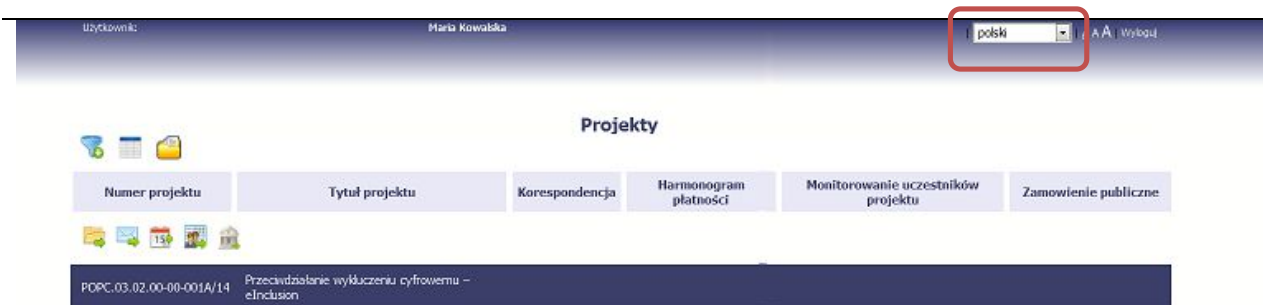 Użytkownik: Maria Kowalska | polski | A A A | Wyloguj
Projekty
Numer projektu Tytuł projektu Korespondencja Harmonogram płatności Monitorowanie uczestników projektu Zamowienie publiczne
15
POPC.03.02.00-00-001A/14 Przeciwdziałanie wykluczeniu cyfrowemu –
eInclusion